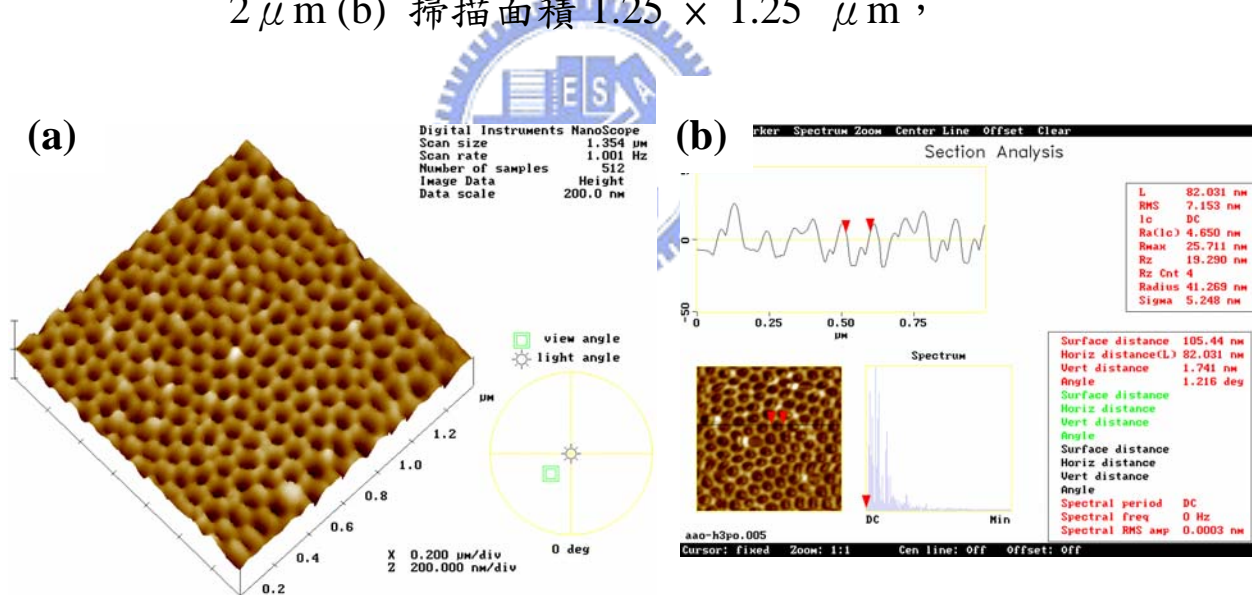 2μm (b) 掃描面積 1.25 × 1.25 μm，
ESA
(a)
Digital Instruments NanoScope
Scan size 1.354 μm
Scan rate 1.001 Hz
Number of samples 512
Image Data Height
Data scale 200.0 nm
view angle
light angle
μm
1.2
1.0
0.8
0.6
0.4
0.2
X 0.200 μm/div
Z 200.000 nm/div
0 deg
(b)
rker Spectrum Zoom Center Line Offset Clear
Section Analysis
L 82.031 nm
RMS 7.153 nm
lc DC
Ra(lc) 4.650 nm
Rmax 25.711 nm
Rz 19.290 nm
Rz Cnt 4
Radius 41.269 nm
Sigma 5.248 nm
0
-50
0 0.25 0.50 0.75
μm
Spectrum
DC Min
Surface distance 105.44 nm
Horiz distance(L) 82.031 nm
Vert distance 1.741 nm
Angle 1.216 deg
Surface distance
Horiz distance
Vert distance
Angle
Surface distance
Horiz distance
Vert distance
Angle
Spectral period DC
Spectral freq 0 Hz
Spectral RMS amp 0.0003 nm
aao-h3po.005
Cursor: fixed Zoom: 1:1 Cen line: Off Offset: Off